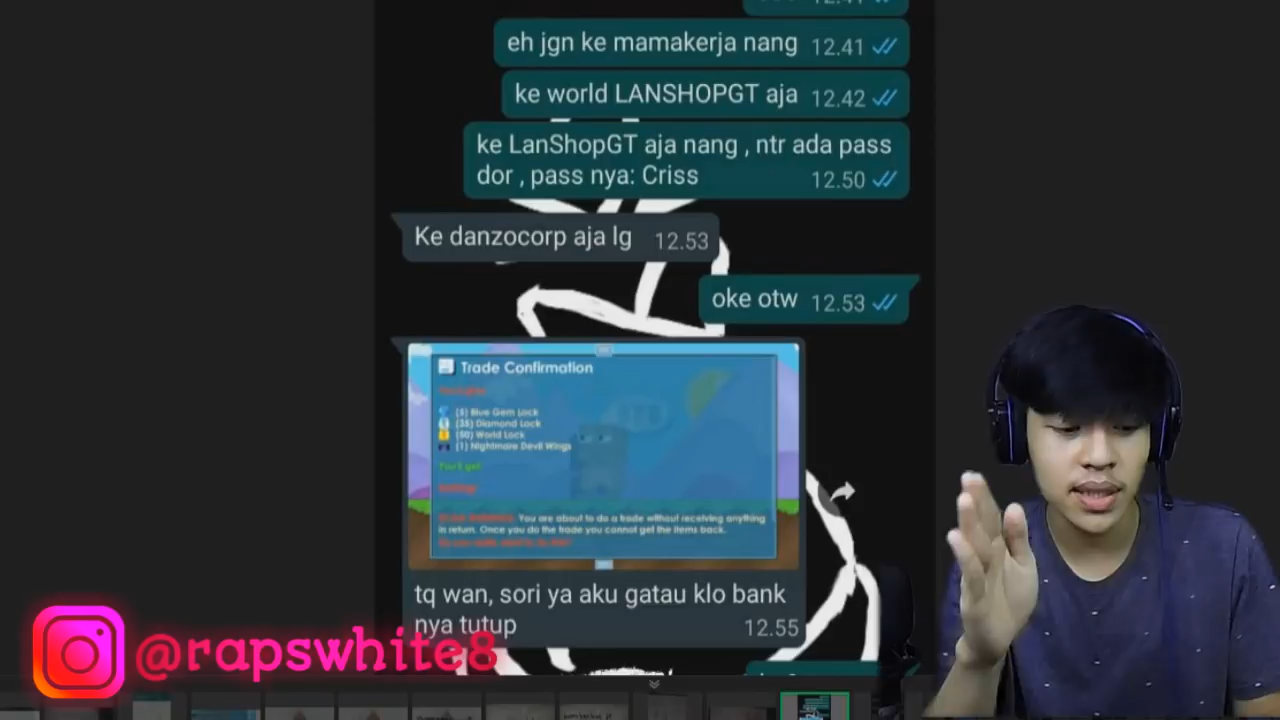 eh jgn ke mamakerja nang 12.41
ke world LANSHOPGT aja 12.42
ke LanShopGT aja nang , ntr ada pass
dor , pass nya: Criss 12.50
Ke danzocorp aja lg 12.53
oke otw 12.53
Trade Confirmation
(5) Blue Gem Lock
(35) Diamond Lock
(50) World Lock
(1) Nightmare Devil Wings
You'll get:
You are about to do a trade without receiving anything
in return. Once you do the trade you cannot get the items back.
tq wan, sori ya aku gatau klo bank
nya tutup 12.55
@rapswhite8